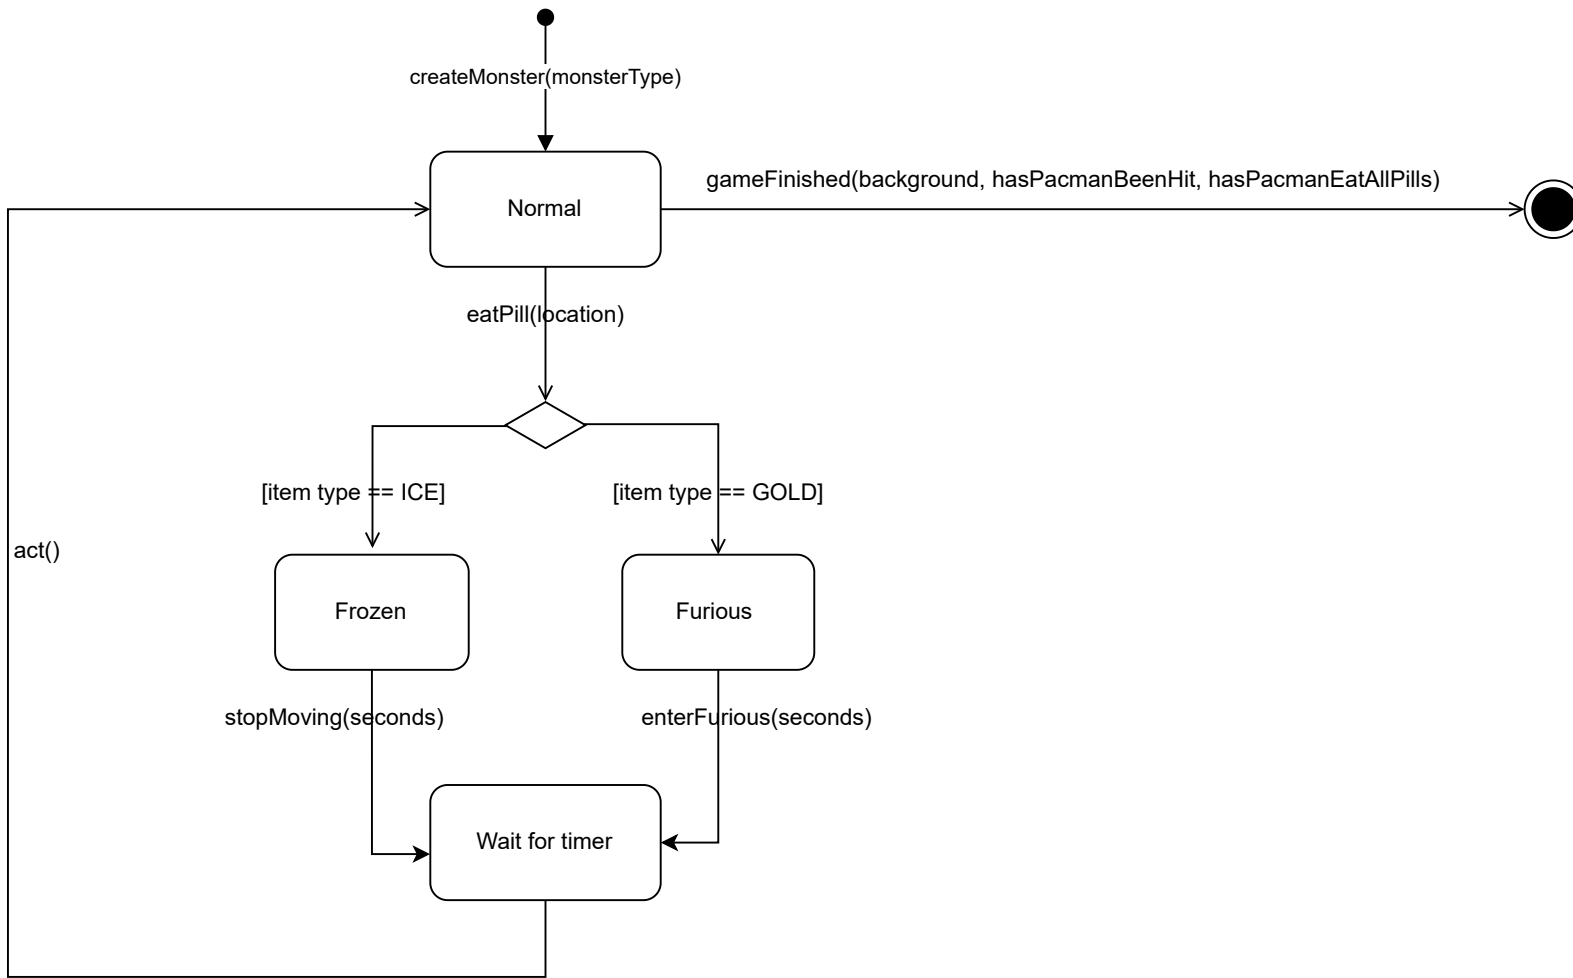 createMonster(monsterType)
gameFinished(background, hasPacmanBeenHit, hasPacmanEatAllPills)
Normal
eatPill(location)
[item type == ICE]
[item type == GOLD]
act()
Frozen
Furious
stopMoving(seconds)
enterFurious(seconds)
Wait for timer